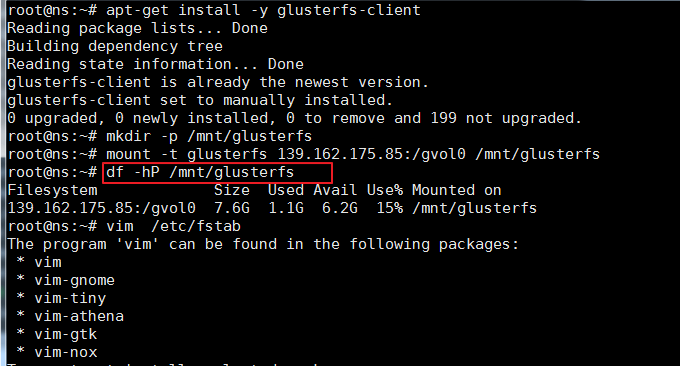 root@ns:~# apt-get install -y glusterfs-client
Reading package lists... Done
Building dependency tree
Reading state information... Done
glusterfs-client is already the newest version.
glusterfs-client set to manually installed.
0 upgraded, 0 newly installed, 0 to remove and 199 not upgraded.
root@ns:~# mkdir -p /mnt/glusterfs
root@ns:~# mount -t glusterfs 139.162.175.85:/gvol0 /mnt/glusterfs
root@ns:~# df -hP /mnt/glusterfs
Filesystem            Size  Used Avail Use% Mounted on
139.162.175.85:/gvol0  7.6G  1.1G  6.2G  15% /mnt/glusterfs
root@ns:~# vim  /etc/fstab
The program 'vim' can be found in the following packages:
 * vim
 * vim-gnome
 * vim-tiny
 * vim-athena
 * vim-gtk
 * vim-nox